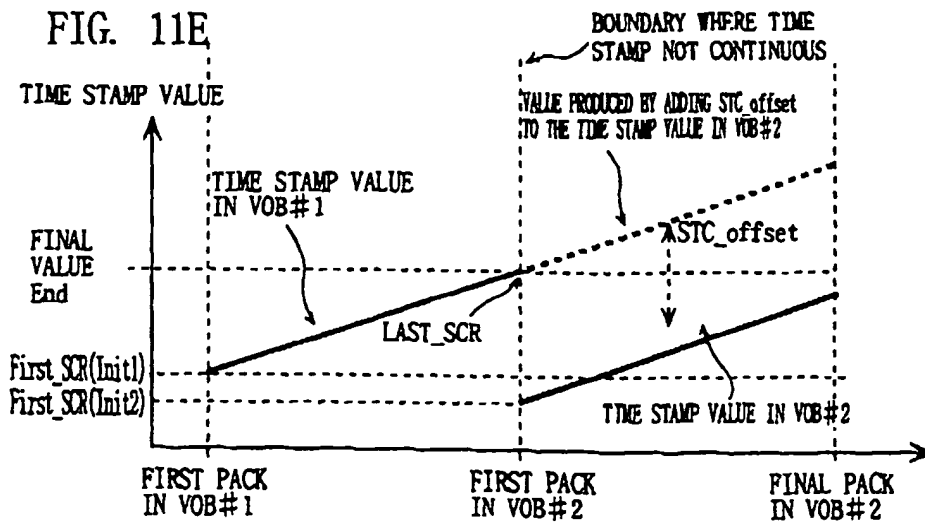 FIG. 11E
BOUNDARY WHERE TIME
STAMP NOT CONTINUOUS
TIME STAMP VALUE
VALUE PRODUCED BY ADDING STC_offset
TO THE TIME STAMP VALUE IN VOB#2
TIME STAMP VALUE
IN VOB#1
STC_offset
FINAL
VALUE
End
LAST_SCR
First_SCR(Init1)
First_SCR(Init2)
TIME STAMP VALUE IN VOB#2
FIRST PACK
IN VOB#1
FIRST PACK
IN VOB#2
FINAL PACK
IN VOB#2